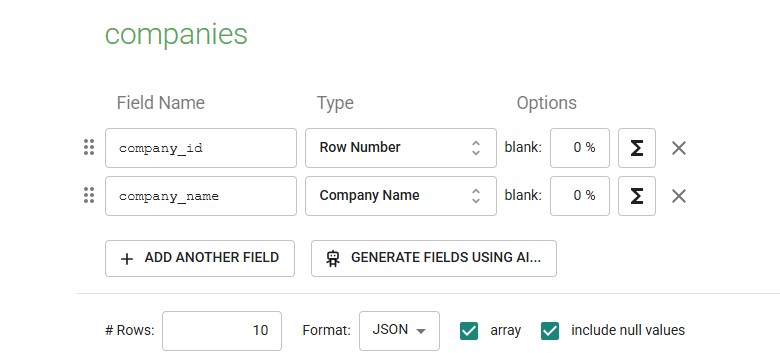 companies
Field Name Type Options
company_id Row Number blank: 0 % Σ
company_name Company Name blank: 0 % Σ
+ ADD ANOTHER FIELD GENERATE FIELDS USING AI...
# Rows: 10 Format: JSON array include null values